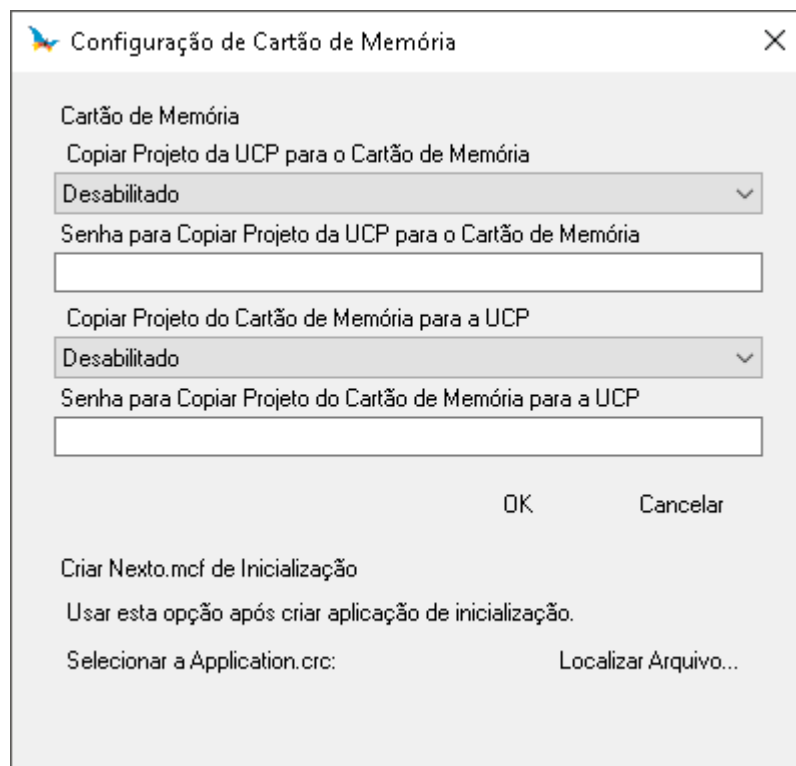 Configuração de Cartão de Memória
Cartão de Memória
Copiar Projeto da UCP para o Cartão de Memória
Desabilitado
Senha para Copiar Projeto da UCP para o Cartão de Memória
Copiar Projeto do Cartão de Memória para a UCP
Desabilitado
Senha para Copiar Projeto do Cartão de Memória para a UCP
OK Cancelar
Criar Nexto.mcf de Inicialização
Usar esta opção após criar aplicação de inicialização.
Selecionar a Application.crc: Localizar Arquivo...